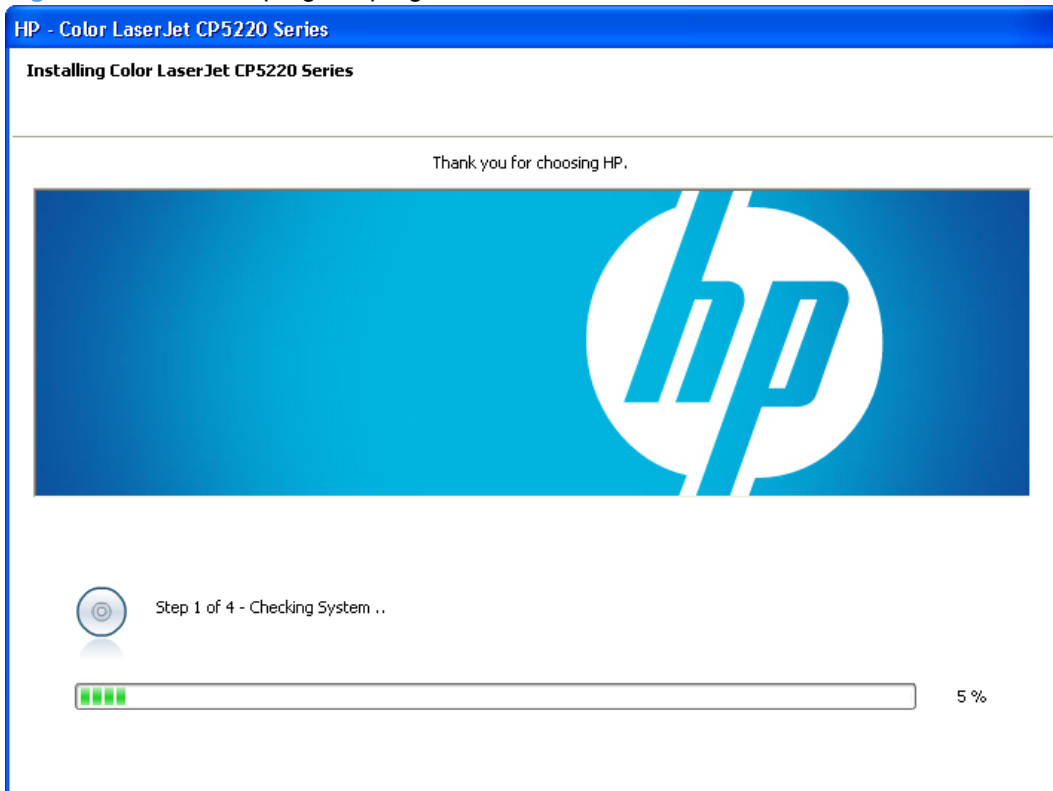 HP - Color LaserJet CP5220 Series
Installing Color LaserJet CP5220 Series
Thank you for choosing HP.
hp
Step 1 of 4 - Checking System ..
5 %